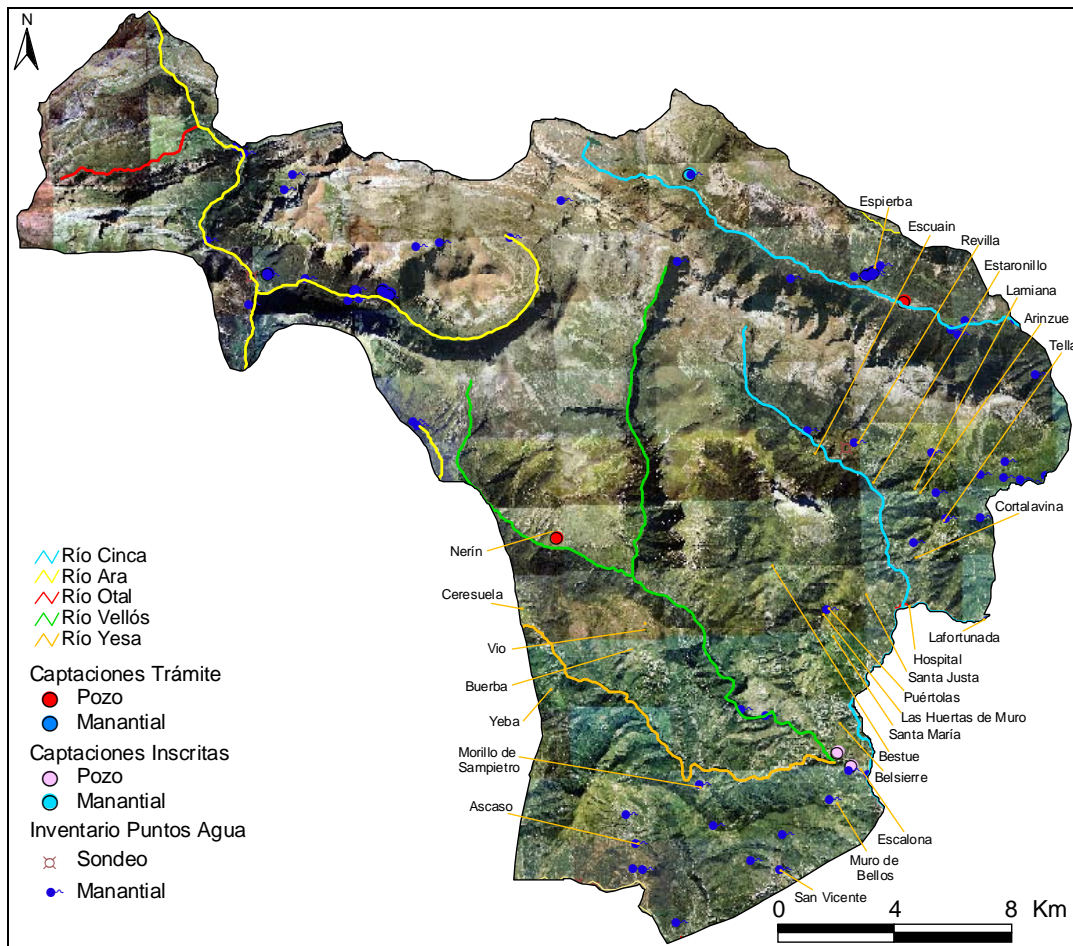 N
Espierba
Escuain
Revilla
Estaronillo
Lamiana
Arinzue
Tella
Cortalavina
Nerín
Ceresuela
Lafortunada
Vio
Hospital
Santa Justa
Buerba
Puértolas
Yeba
Las Huertas de Muro
Santa María
Morillo de
Sampietro
Bestue
Belsierre
Ascaso
Escalona
Muro de
Bellos
San Vicente
Río Cinca
Río Ara
Río Otal
Río Vellós
Río Yesa
Captaciones Trámite
Pozo
Manantial
Captaciones Inscritas
Pozo
Manantial
Inventario Puntos Agua
Sondeo
Manantial
0 4 8 Km